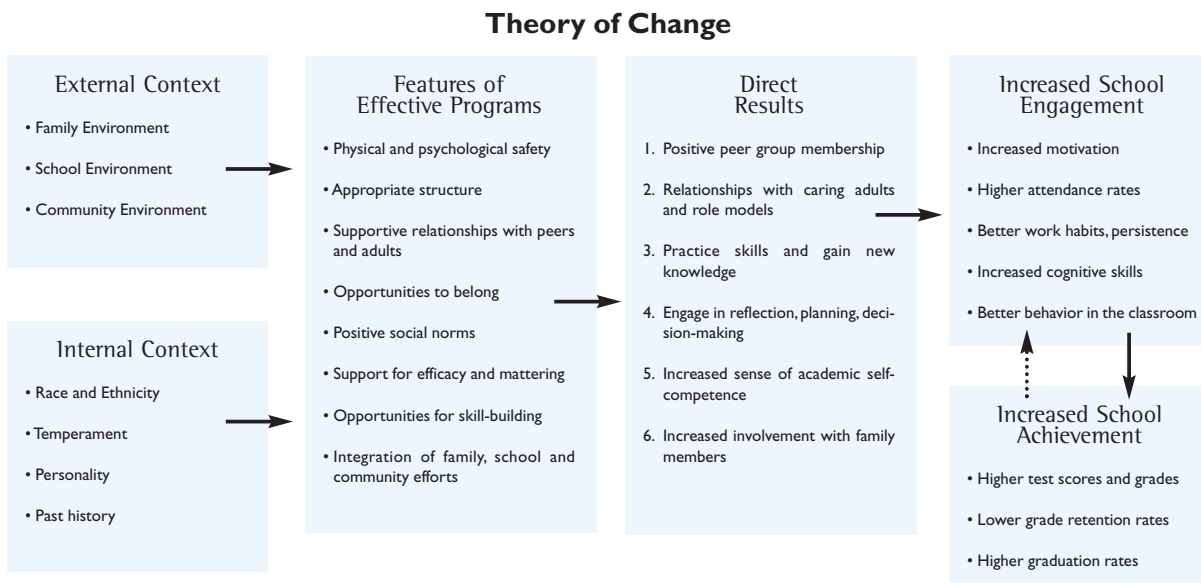 Theory of Change
External Context
• Family Environment
• School Environment
• Community Environment
Internal Context
• Race and Ethnicity
• Temperament
• Personality
• Past history
Features of
Effective Programs
• Physical and psychological safety
• Appropriate structure
• Supportive relationships with peers
and adults
• Opportunities to belong
• Positive social norms
• Support for efficacy and mattering
• Opportunities for skill-building
• Integration of family, school and
community efforts
Direct
Results
1. Positive peer group membership
2. Relationships with caring adults
and role models
3. Practice skills and gain new
knowledge
4. Engage in reflection, planning, deci-
sion-making
5. Increased sense of academic self-
competence
6. Increased involvement with family
members
Increased School
Engagement
• Increased motivation
• Higher attendance rates
• Better work habits, persistence
• Increased cognitive skills
• Better behavior in the classroom
Increased School
Achievement
• Higher test scores and grades
• Lower grade retention rates
• Higher graduation rates